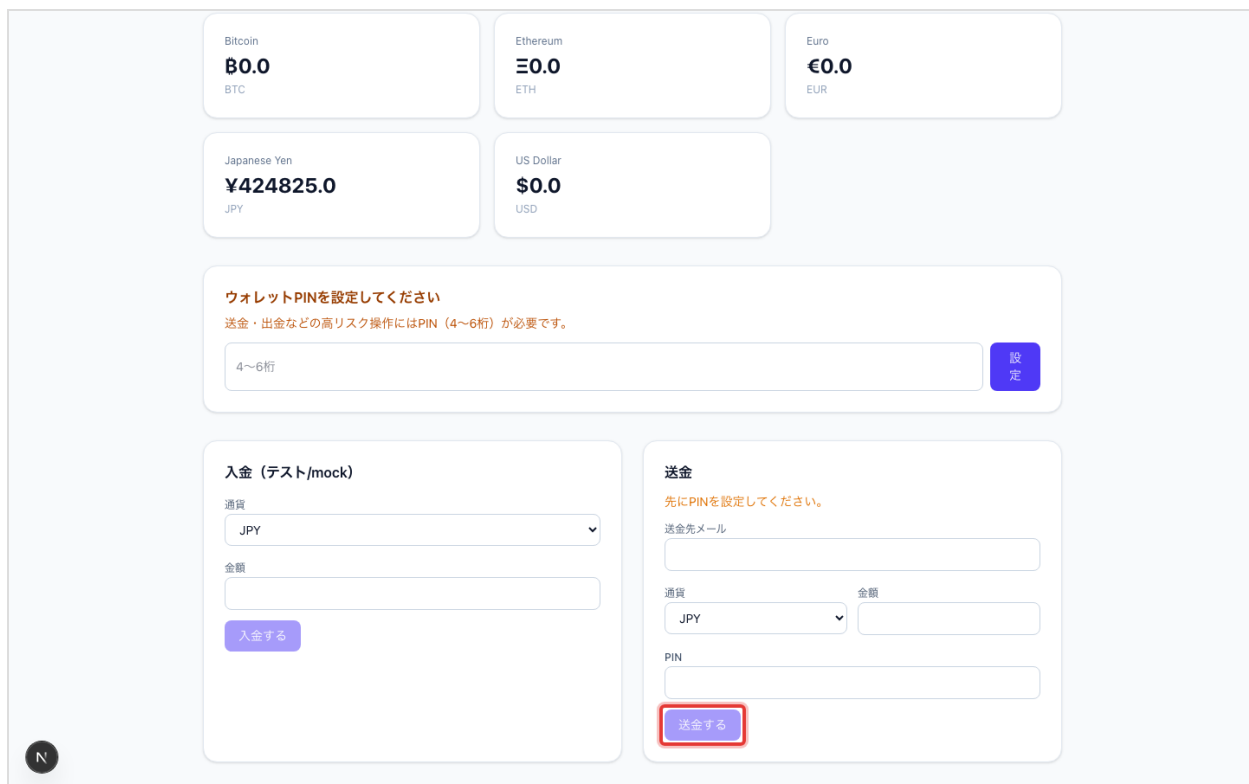 Bitcoin
₿0.0
BTC
Ethereum
Ξ0.0
ETH
Euro
€0.0
EUR
Japanese Yen
¥424825.0
JPY
US Dollar
$0.0
USD
ウォレットPINを設定してください
送金・出金などの高リスク操作にはPIN（4〜6桁）が必要です。
4〜6桁
設
定
入金（テスト/mock）
通貨
JPY
金額
入金する
送金
先にPINを設定してください。
送金先メール
通貨
金額
JPY
PIN
送金する
N